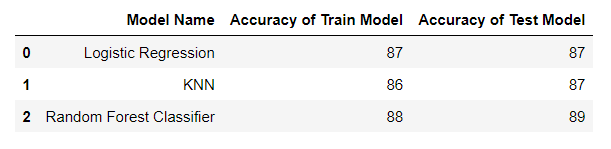 Model Name Accuracy of Train Model Accuracy of Test Model
0 Logistic Regression 87 87
1 KNN 86 87
2 Random Forest Classifier 88 89